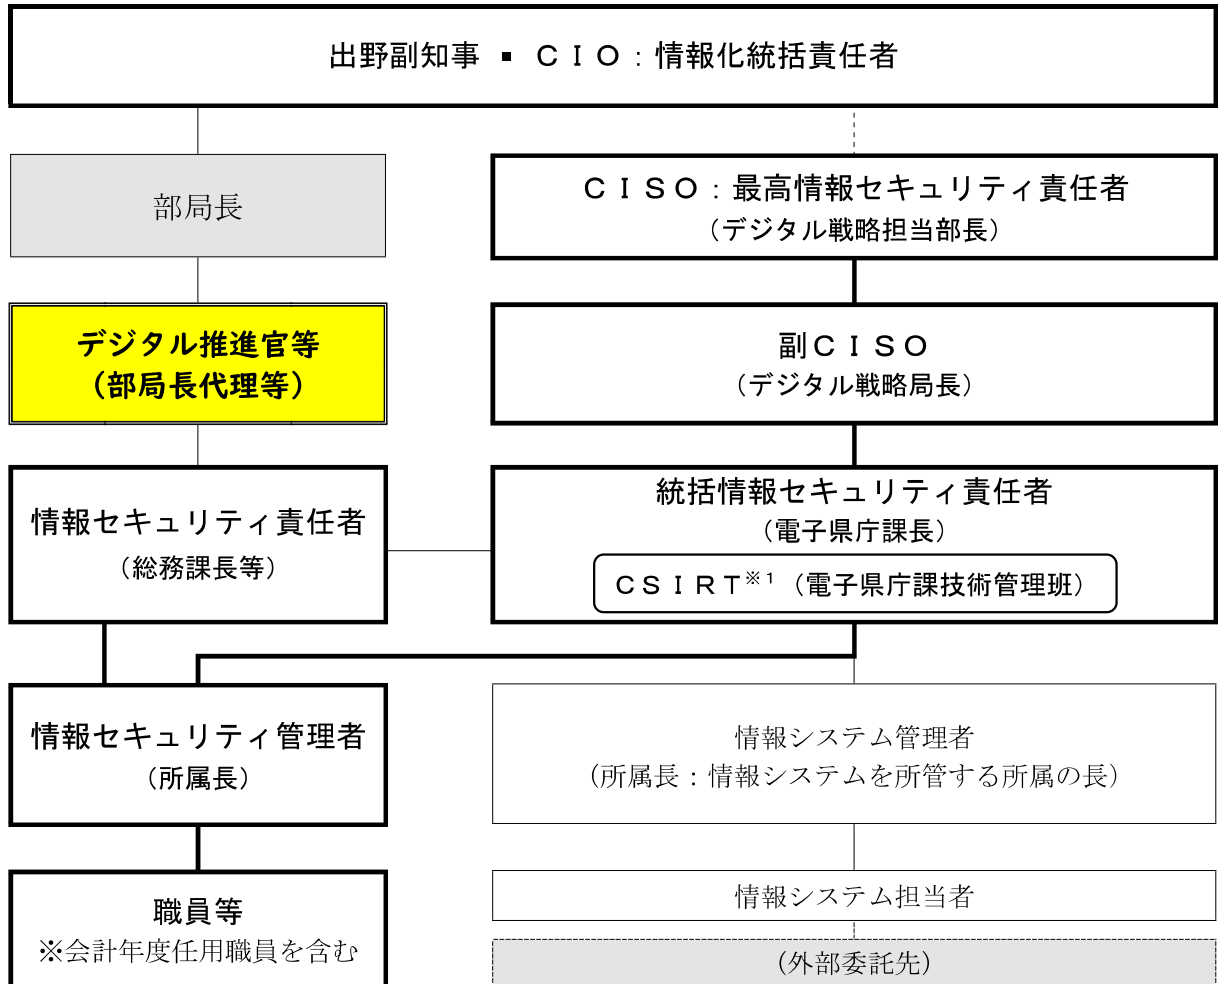 出野副知事 ▪ ＣＩＯ：情報化統括責任者
部局長
ＣＩＳＯ：最高情報セキュリティ責任者
（デジタル戦略担当部長）
デジタル推進官等
（部局長代理等）
副ＣＩＳＯ
（デジタル戦略局長）
情報セキュリティ責任者
（総務課長等）
統括情報セキュリティ責任者
（電子県庁課長）
ＣＳＩＲＴ※１（電子県庁課技術管理班）
情報セキュリティ管理者
（所属長）
情報システム管理者
（所属長：情報システムを所管する所属の長）
職員等
※会計年度任用職員を含む
情報システム担当者
（外部委託先）